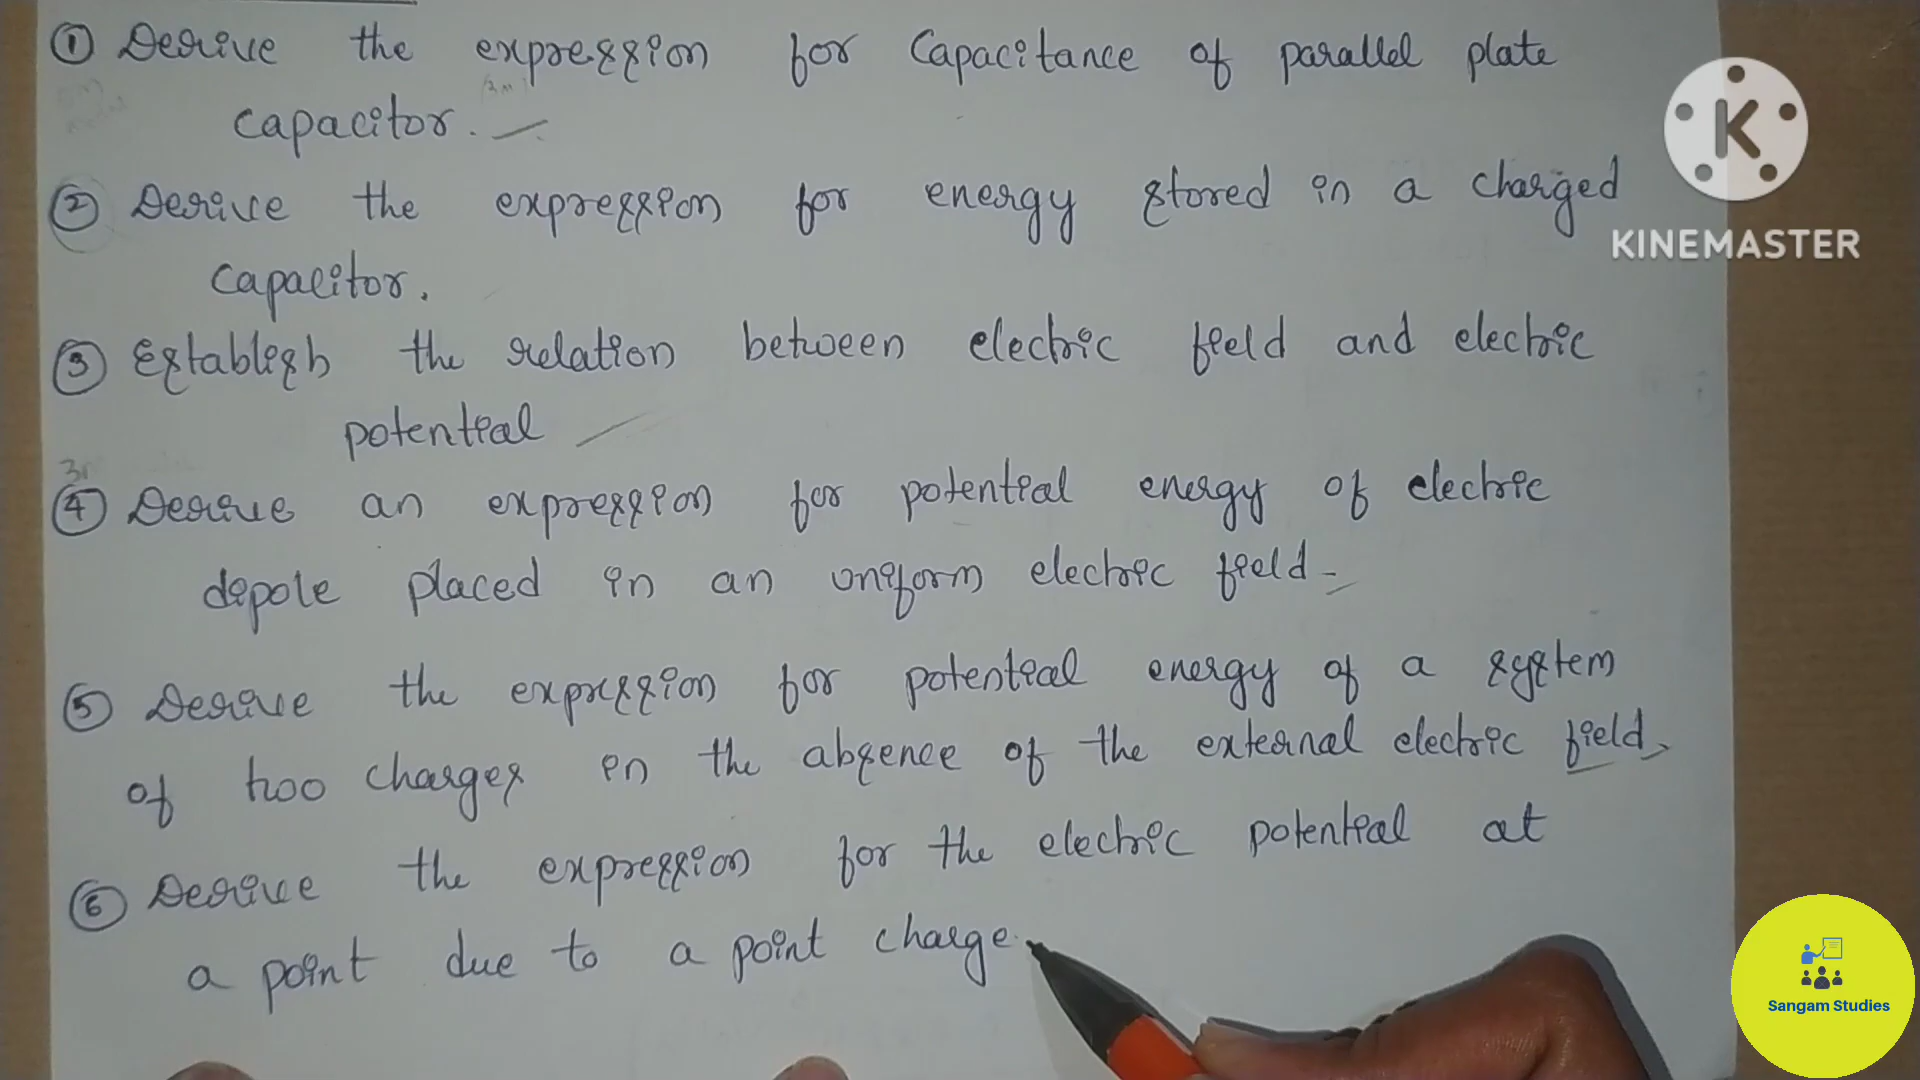 ① Derive the expression for Capacitance of parallel plate
capacitor.
② Derive the expression for energy stored in a charged
capacitor.
③ Establish the relation between electric field and electric
potential
④ Derive an expression for potential energy of electric
dipole placed in an uniform electric field
⑤ Derive the expression for potential energy of a system
of two charges in the absence of the external electric field
⑥ Derive the expression for the electric potential at
a point due to a point charge
KINEMASTER
Sangam Studies